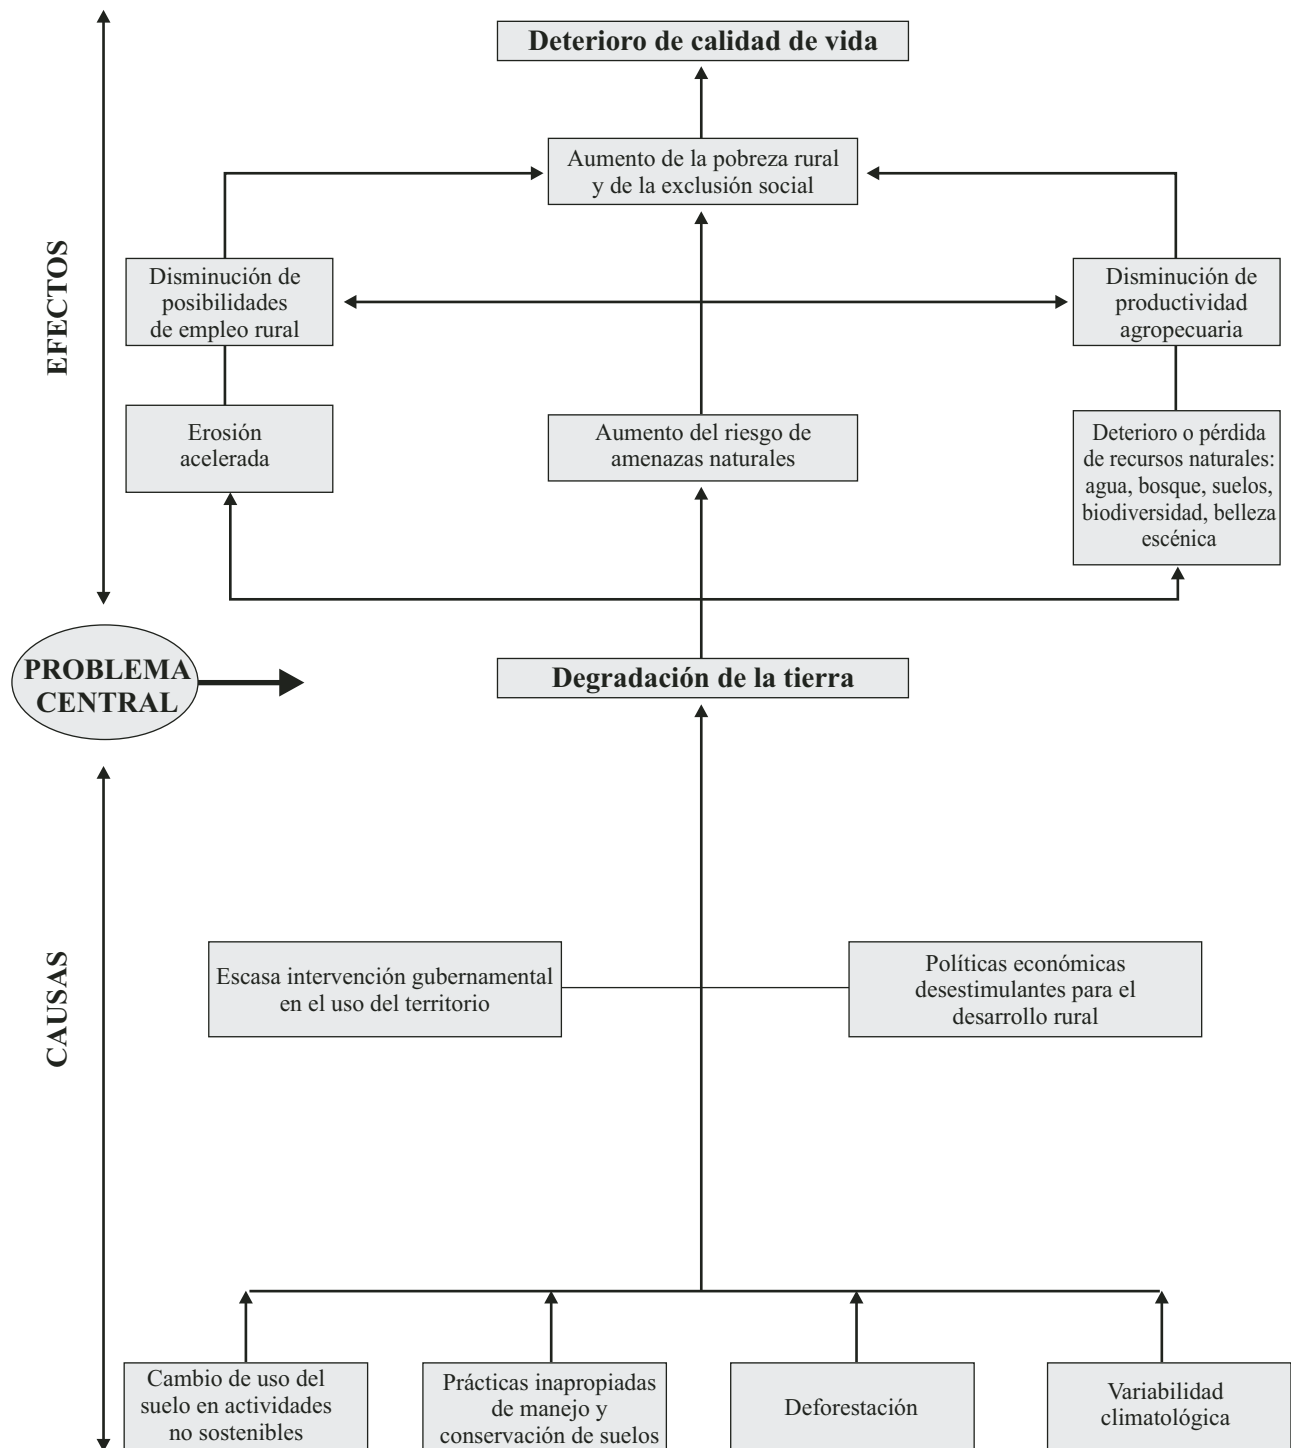 Deterioro de calidad de vida
Aumento de la pobreza rural
y de la exclusión social
EFECTOS
Disminución de
posibilidades
de empleo rural
Disminución de
productividad
agropecuaria
Erosión
acelerada
Aumento del riesgo de
amenazas naturales
Deterioro o pérdida
de recursos naturales:
agua, bosque, suelos,
biodiversidad, belleza
escénica
PROBLEMA
CENTRAL
Degradación de la tierra
CAUSAS
Escasa intervención gubernamental
en el uso del territorio
Políticas económicas
desestimulantes para el
desarrollo rural
Cambio de uso del
suelo en actividades
no sostenibles
Prácticas inapropiadas
de manejo y
conservación de suelos
Deforestación
Variabilidad
climatológica